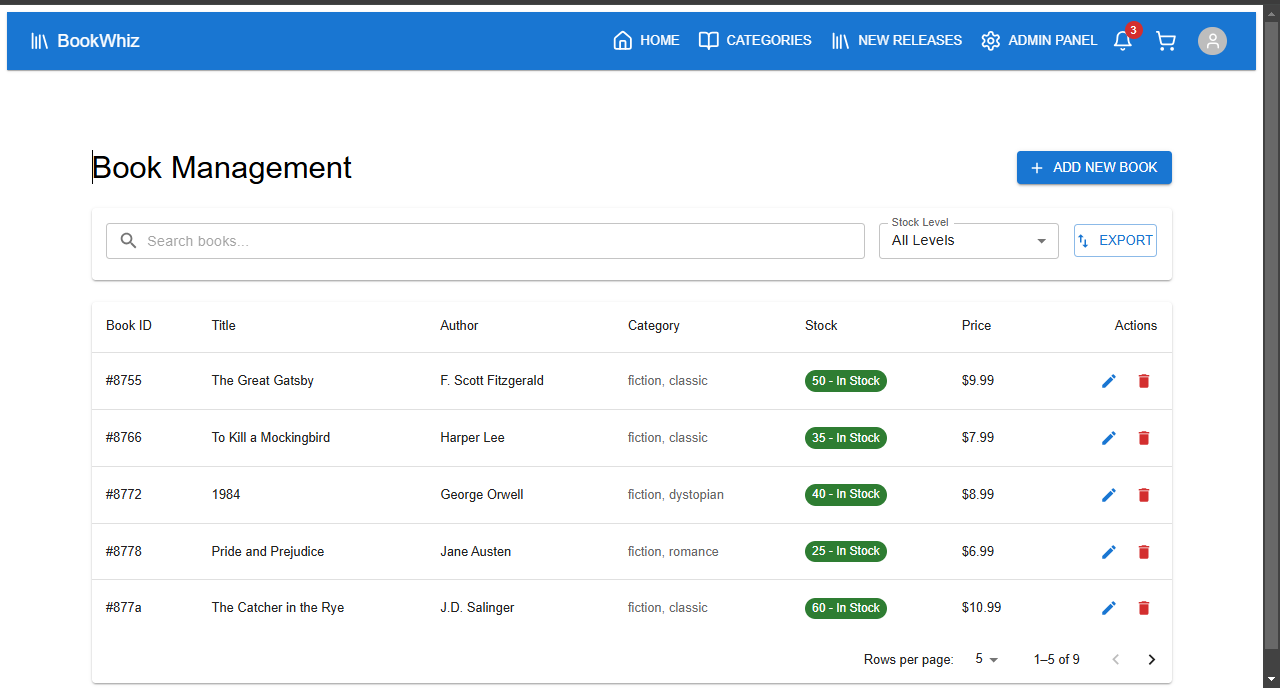 BookWhiz HOME CATEGORIES NEW RELEASES ADMIN PANEL 3
Book Management ADD NEW BOOK
Stock Level
Search books... All Levels EXPORT
Book ID Title Author Category Stock Price Actions
#8755 The Great Gatsby F. Scott Fitzgerald fiction, classic 50 - In Stock $9.99
#8766 To Kill a Mockingbird Harper Lee fiction, classic 35 - In Stock $7.99
#8772 1984 George Orwell fiction, dystopian 40 - In Stock $8.99
#8778 Pride and Prejudice Jane Austen fiction, romance 25 - In Stock $6.99
#877a The Catcher in the Rye J.D. Salinger fiction, classic 60 - In Stock $10.99
Rows per page: 5 1–5 of 9